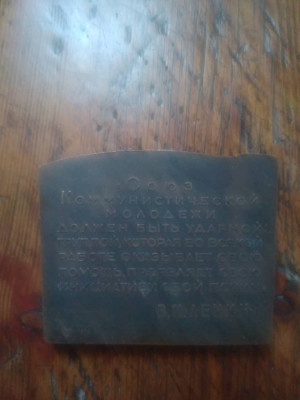 Союз
Коммунистической
молодежи
должен быть ударной
группой, которая во всякой
работе оказывает свою
помощь, проявляет свою
инициативу, свой почин
В.И.ЛЕНИН